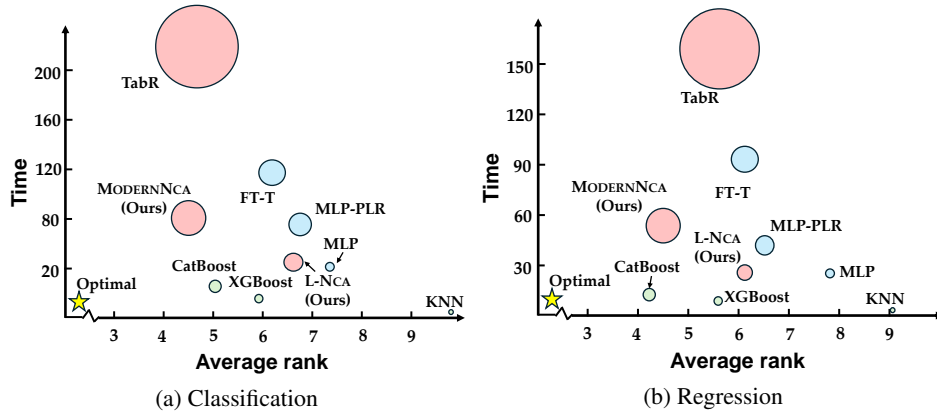 200
160
120
80
20
Time
TabR
FT-T
MODERNNCA
(Ours)
MLP-PLR
MLP
CatBoost
XGBoost
L-NCA
(Ours)
Optimal
KNN
3 4 5 6 7 8 9
Average rank
(a) Classification
150
120
90
60
30
Time
TabR
FT-T
MODERNNCA
(Ours)
L-NCA
(Ours)
MLP-PLR
MLP
CatBoost
XGBoost
Optimal
KNN
3 4 5 6 7 8 9
Average rank
(b) Regression